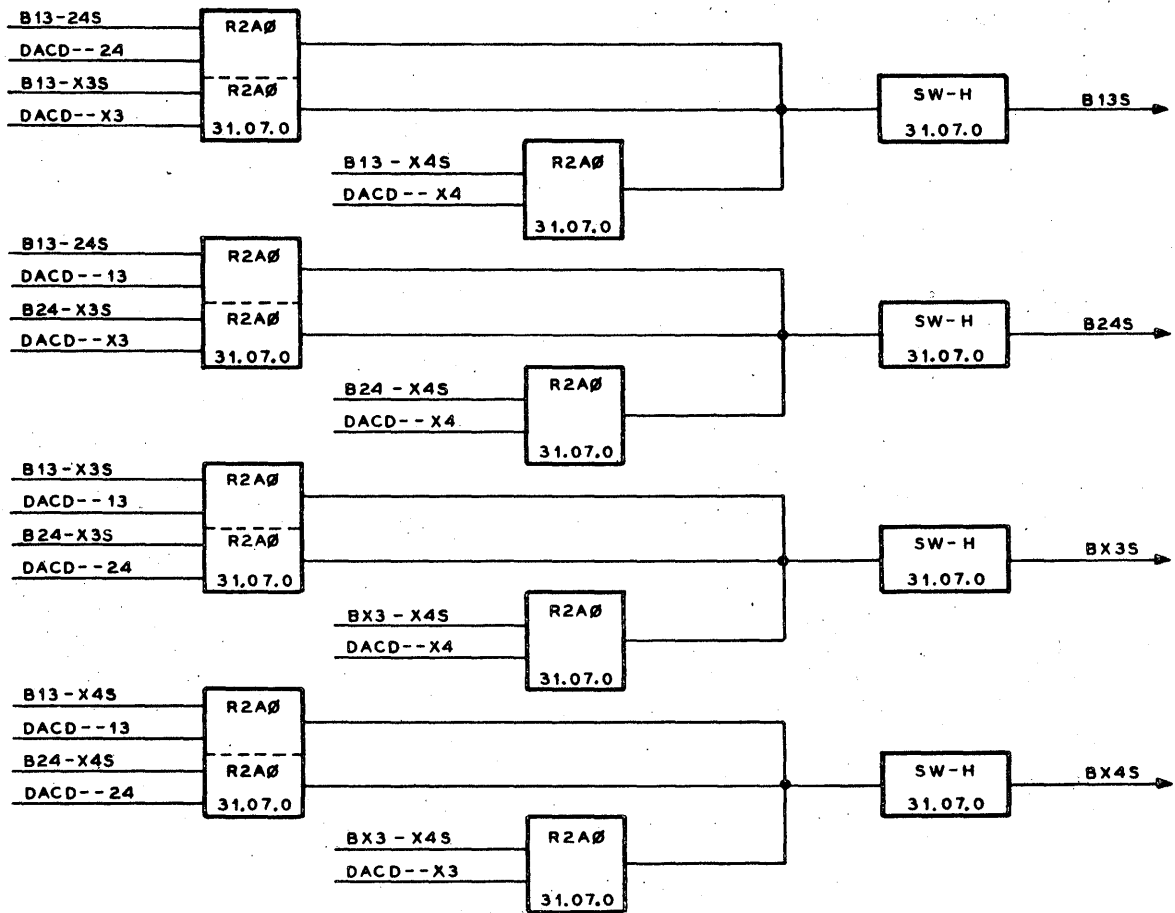 B13-24S
DACD--24
B13-X3S
DACD--X3
R2AØ
R2AØ
31.07.0
B13-X4S
DACD--X4
R2AØ
31.07.0
SW-H
31.07.0
B13S
B13-24S
DACD--13
B24-X3S
DACD--X3
R2AØ
R2AØ
31.07.0
B24-X4S
DACD--X4
R2AØ
31.07.0
SW-H
31.07.0
B24S
B13-X3S
DACD--13
B24-X3S
DACD--24
R2AØ
R2AØ
31.07.0
BX3-X4S
DACD--X4
R2AØ
31.07.0
SW-H
31.07.0
BX3S
B13-X4S
DACD--13
B24-X4S
DACD--24
R2AØ
R2AØ
31.07.0
BX3-X4S
DACD--X3
R2AØ
31.07.0
SW-H
31.07.0
BX4S